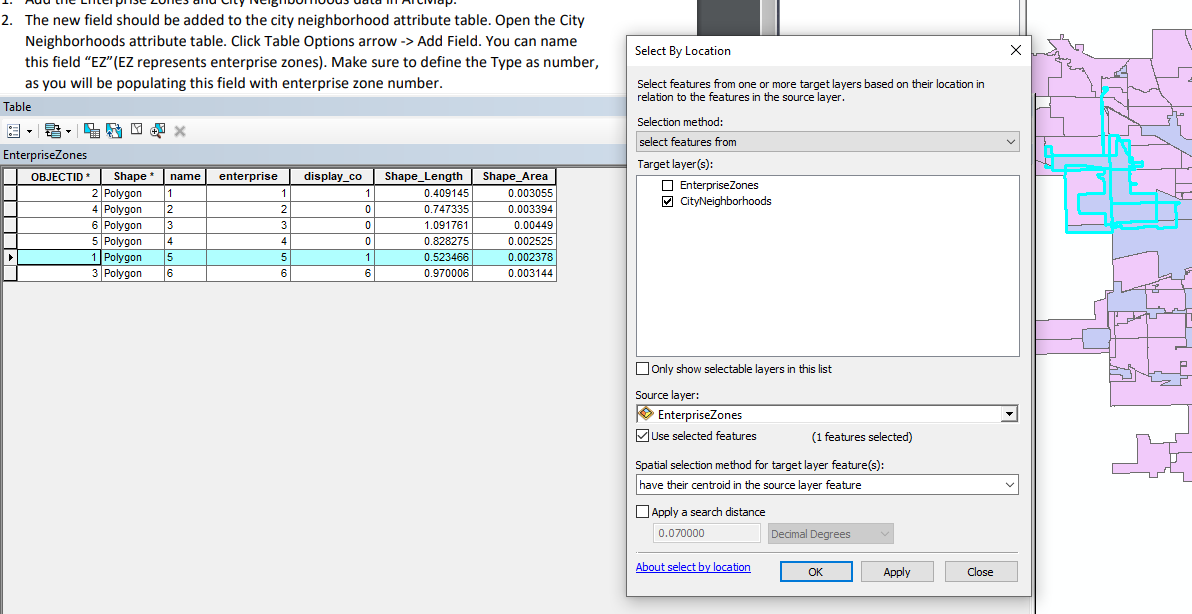 1. Add the Enterprise Zones and City Neighborhoods data in ArcMap.
2. The new field should be added to the city neighborhood attribute table. Open the City
Neighborhoods attribute table. Click Table Options arrow -> Add Field. You can name
this field “EZ”(EZ represents enterprise zones). Make sure to define the Type as number,
as you will be populating this field with enterprise zone number.
Table
EnterpriseZones
OBJECTID * Shape * name enterprise display_co Shape_Length Shape_Area
2 Polygon 1 1 1 0.409145 0.003055
4 Polygon 2 2 0 0.747335 0.003394
6 Polygon 3 3 0 1.091761 0.00449
5 Polygon 4 4 0 0.828275 0.002525
1 Polygon 5 5 1 0.523466 0.002378
3 Polygon 6 6 6 0.970006 0.003144
Select By Location
Select features from one or more target layers based on their location in
relation to the features in the source layer.
Selection method:
select features from
Target layer(s):
EnterpriseZones
CityNeighborhoods
Only show selectable layers in this list
Source layer:
EnterpriseZones
Use selected features (1 features selected)
Spatial selection method for target layer feature(s):
have their centroid in the source layer feature
Apply a search distance
0.070000 Decimal Degrees
About select by location OK Apply Close